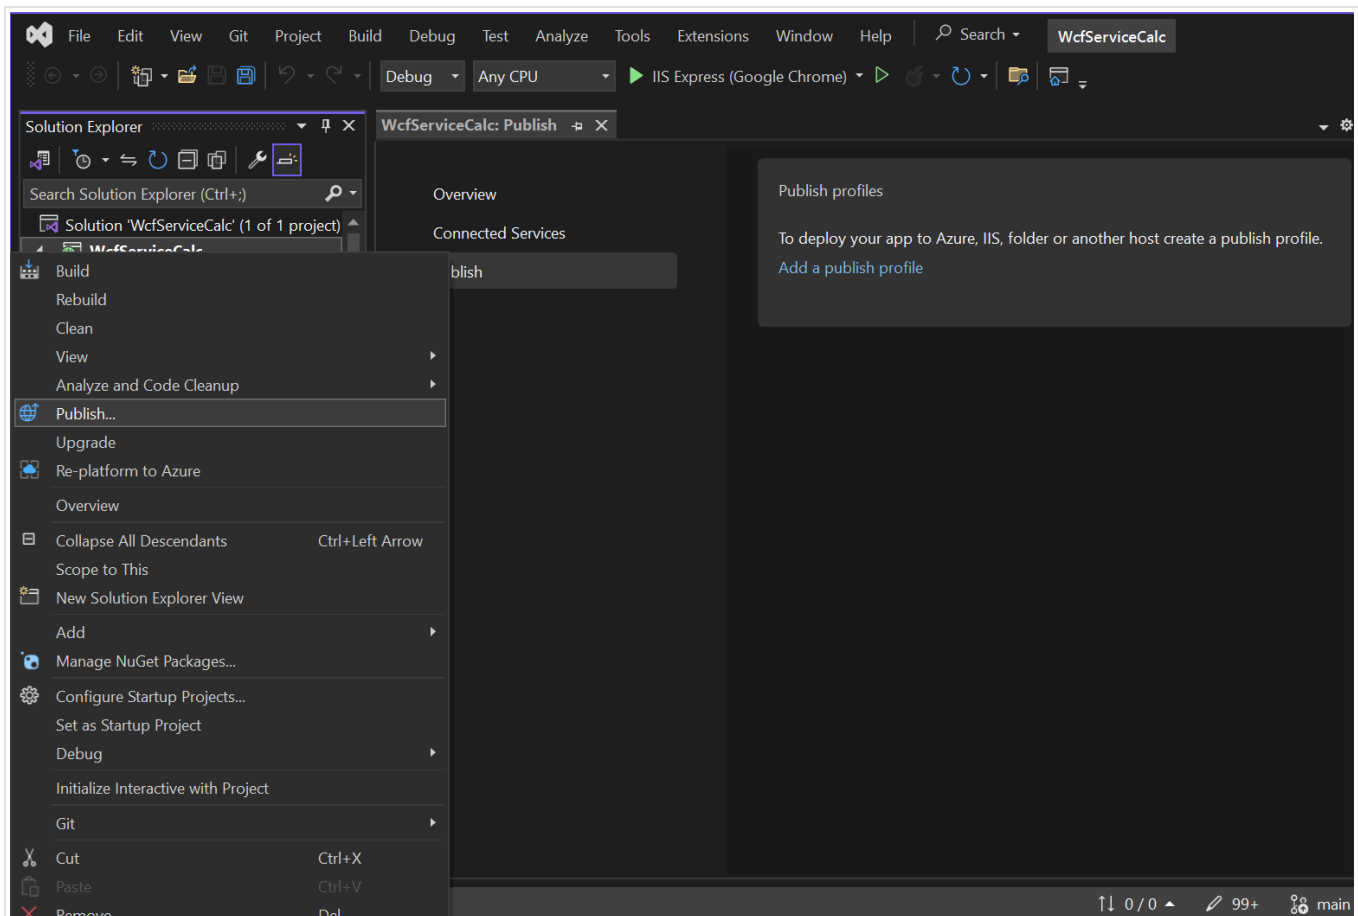 File Edit View Git Project Build Debug Test Analyze Tools Extensions Window Help Search WcfServiceCalc
Debug Any CPU IIS Express (Google Chrome)
Solution Explorer
WcfServiceCalc: Publish
Search Solution Explorer (Ctrl+;)
Solution 'WcfServiceCalc' (1 of 1 project)
WcfServiceCalc
Overview
Connected Services
blish
Publish profiles
To deploy your app to Azure, IIS, folder or another host create a publish profile.
Add a publish profile
Build
Rebuild
Clean
View
Analyze and Code Cleanup
Publish...
Upgrade
Re-platform to Azure
Overview
Collapse All Descendants Ctrl+Left Arrow
Scope to This
New Solution Explorer View
Add
Manage NuGet Packages...
Configure Startup Projects...
Set as Startup Project
Debug
Initialize Interactive with Project
Git
Cut Ctrl+X
Paste Ctrl+V
Remove Del
0 / 0 99+ main